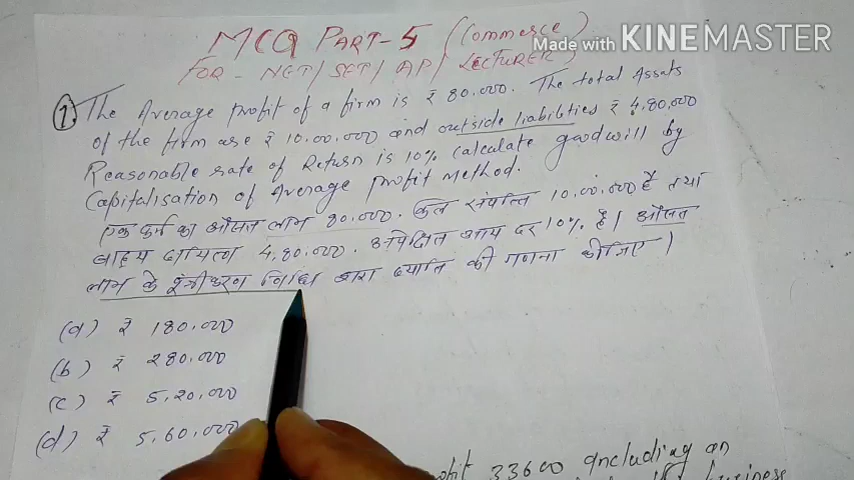 MCQ PART-5 (Commerce)
Made with KINEMASTER
FOR - NET/SET/AP/LECTURER
1. The Average profit of a firm is ₹ 80.000. The total Assets
of the firm are ₹ 10.00.000 and outside liabilities ₹ 4,80,000
Reasonable rate of Return is 10% Calculate goodwill by
Capitalisation of Average profit Method.
एक फर्म का औसत लाभ 80.000. कुल संपत्ति 10.00.000 है तथा
बाह्य दायित्व 4,80.000. अपेक्षित आय दर 10% है। औसत
लाभ के पूंजीकरण विधि द्वारा ख्याति की गणना कीजिए।
(a) ₹ 180.000
(b) ₹ 280.000
(c) ₹ 5,20,000
(d) ₹ 5,60.000
profit 33600 including an
business